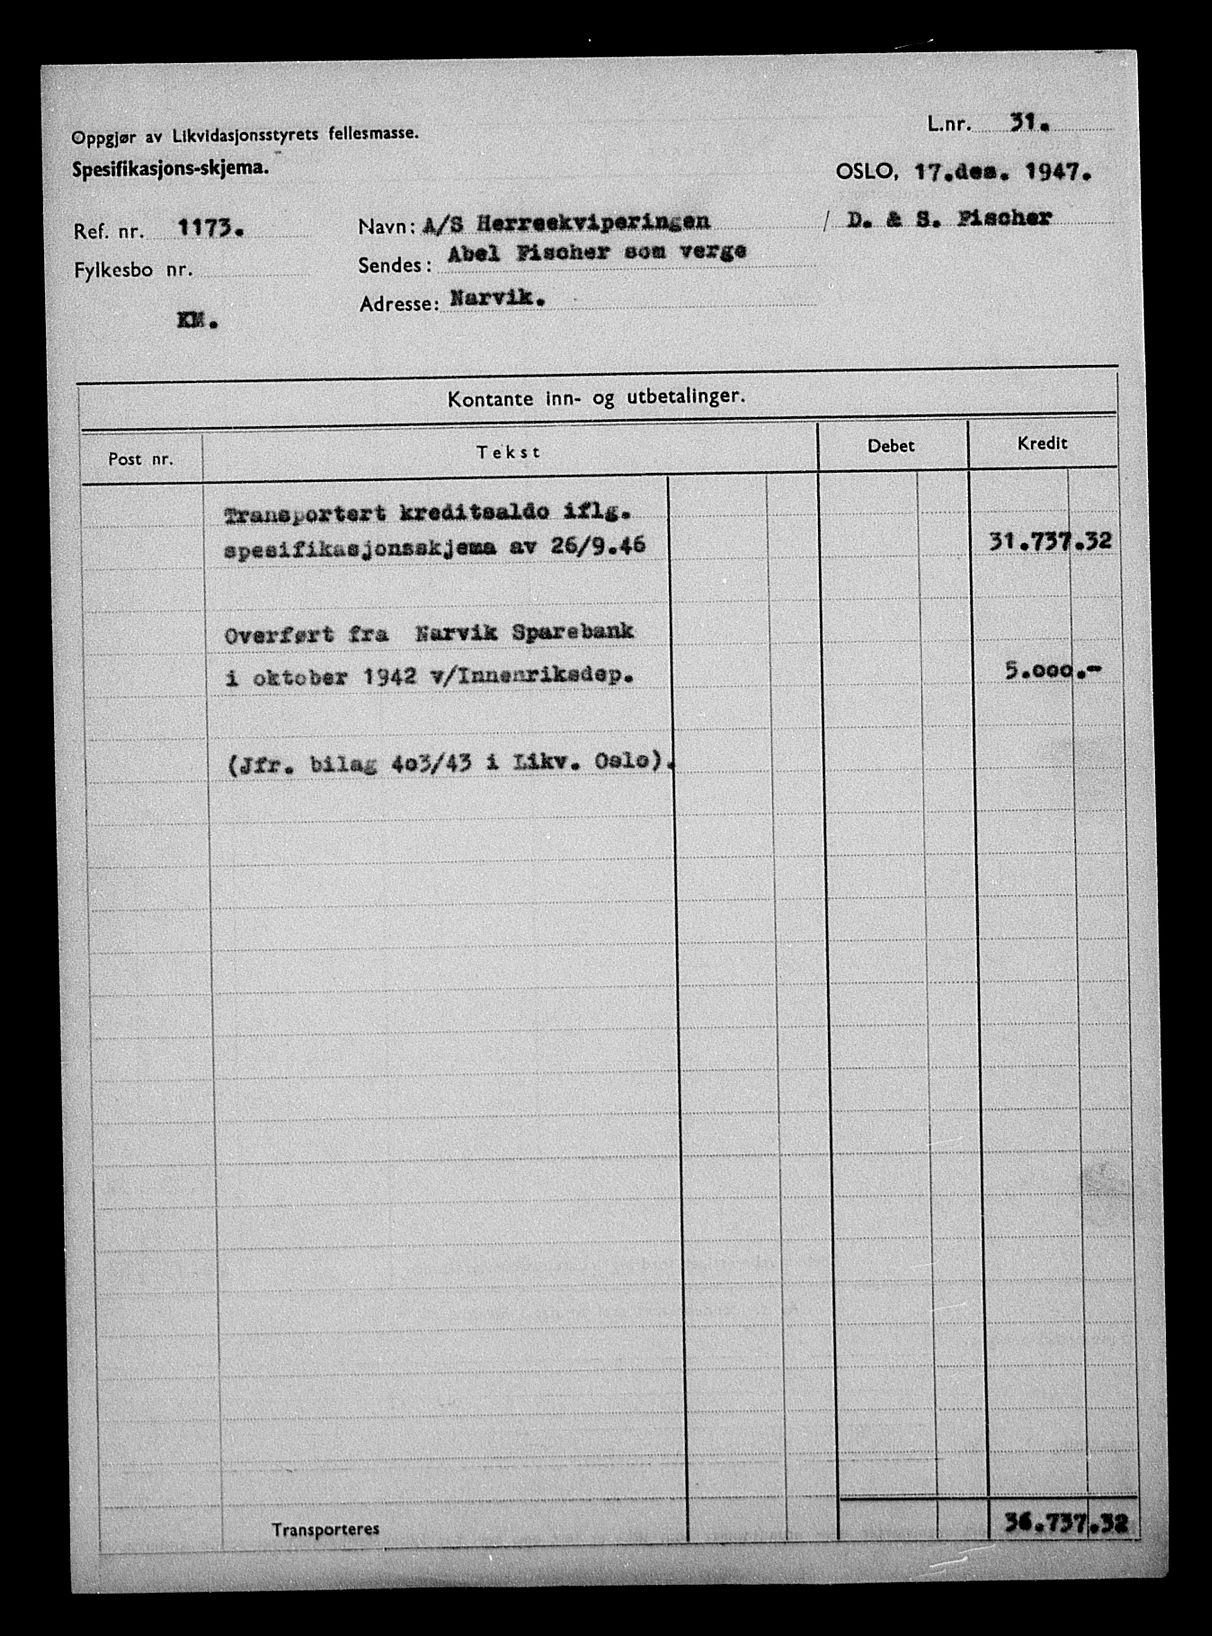 Oppgjør av Likvidasjonsstyrets fellesmasse.
L.nr. 31.
Spesifikasjons-skjema.
OSLO, 17.des. 1947.
Ref. nr. 1173.
Navn: A/S Herreekviperingen / D. & S. Fischer
Fylkesbo nr.
Sendes: Abel Fischer som verge
Adresse: Narvik.
KM.
Kontante inn- og utbetalinger.
Post nr. Tekst Debet Kredit
Transportert kreditsaldo iflg.
spesifikasjonsskjema av 26/9.46 31.737.32
Overført fra Narvik Sparebank
i oktober 1942 v/Innenriksdep. 5.000.-
(Jfr. bilag 4o3/43 i Likv. Oslo).
Transporteres 36.737.32